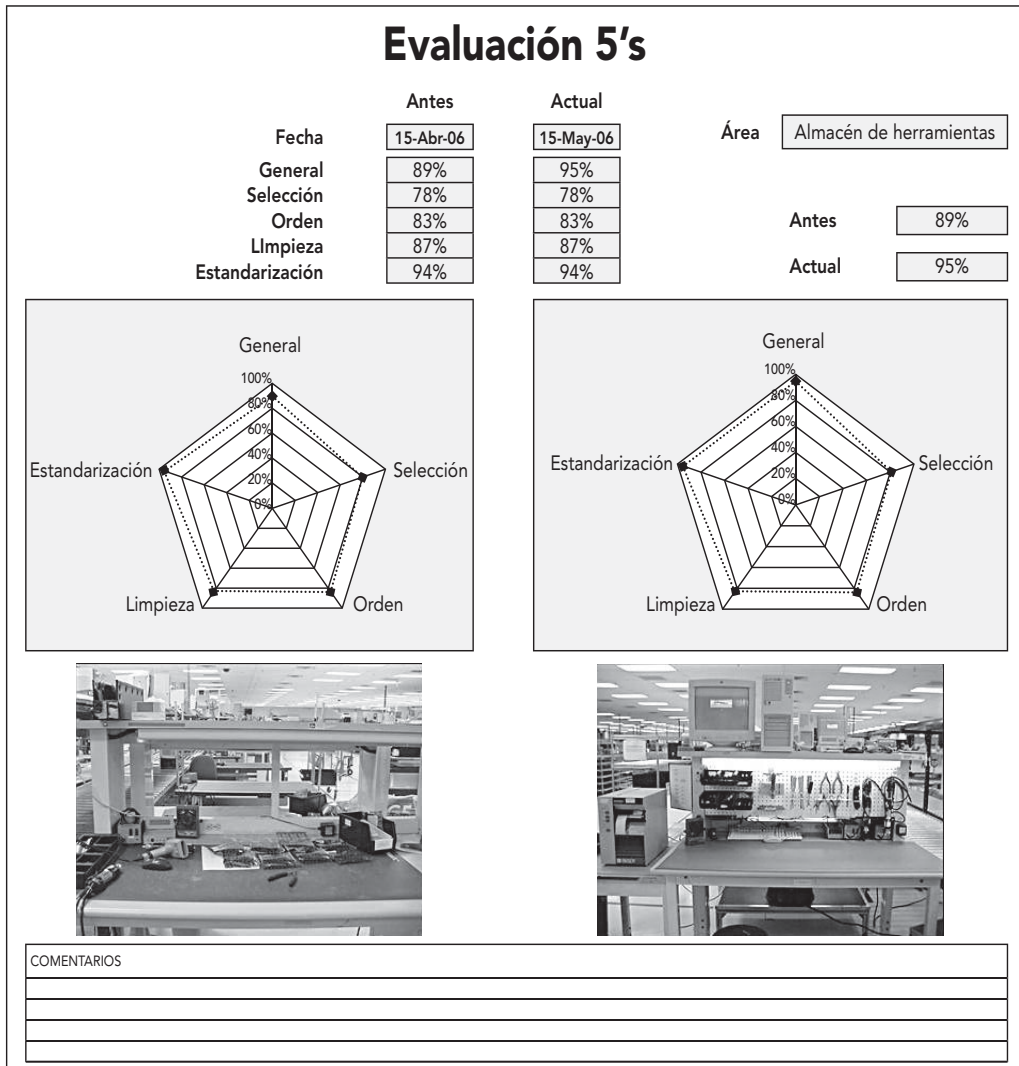 Evaluación 5's
Antes Actual
Fecha 15-Abr-06 15-May-06 Área Almacén de herramientas
General 89% 95%
Selección 78% 78%
Orden 83% 83% Antes 89%
LImpieza 87% 87%
Estandarización 94% 94% Actual 95%
General
100%
80%
60%
40%
20%
0%
Estandarización
Selección
Limpieza
Orden
General
100%
80%
60%
40%
20%
0%
Estandarización
Selección
Limpieza
Orden
COMENTARIOS